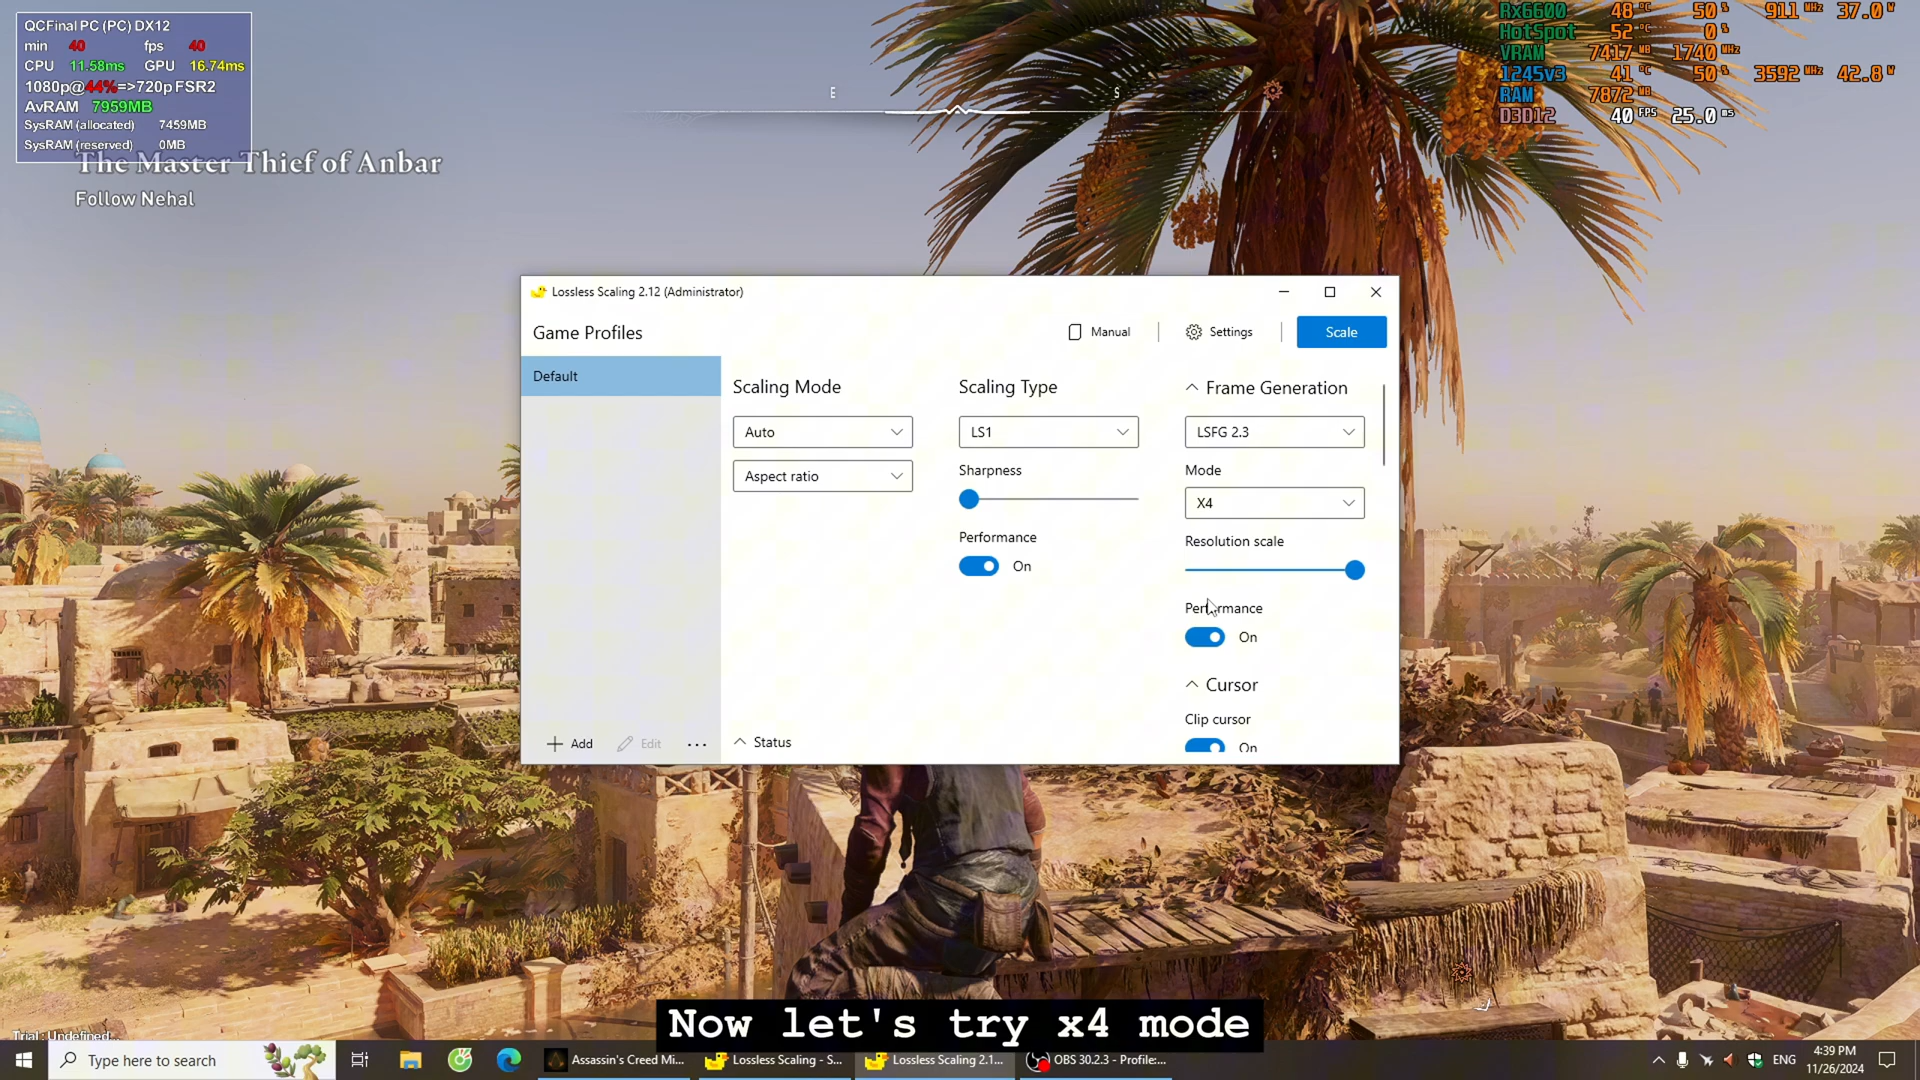 QCFinal PC (PC) DX12
min 40 fps 40
CPU 11.58ms GPU 16.74ms
1080p@44%=>720p FSR2
AvRAM 7959MB
SysRAM (allocated) 7459MB
SysRAM (reserved) 0MB
The Master Thief of Anbar
Follow Nehal
E S
Rx6600 48 °C 50 % 911 MHz 37.0 W
HotSpot 52 °C 0 %
VRAM 7417 MB 1740 MHz
1245v3 41 °C 50 % 3592 MHz 42.8 W
RAM 7872 MB
D3D12 40 FPS 25.0 ms
Lossless Scaling 2.12 (Administrator)
Game Profiles
Manual
Settings
Scale
Default
Scaling Mode
Auto
Aspect ratio
Scaling Type
LS1
Sharpness
Performance
On
Frame Generation
LSFG 2.3
Mode
X4
Resolution scale
Performance
On
Cursor
Clip cursor
On
Add
Edit
Status
Now let's try x4 mode
Trial: Undefined...
Type here to search
Assassin's Creed Mi...
Lossless Scaling - S...
Lossless Scaling 2.1...
OBS 30.2.3 - Profile:...
ENG
4:39 PM
11/26/2024